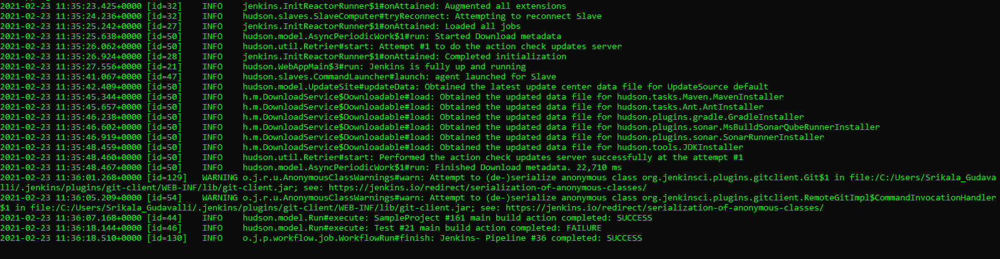 2021-02-23 11:35:23.425+0000 [id=32]    INFO    jenkins.InitReactorRunner$1#onAttained: Augmented all extensions
2021-02-23 11:35:24.236+0000 [id=32]    INFO    hudson.slaves.SlaveComputer#tryReconnect: Attempting to reconnect Slave
2021-02-23 11:35:25.242+0000 [id=27]    INFO    jenkins.InitReactorRunner$1#onAttained: Loaded all jobs
2021-02-23 11:35:25.638+0000 [id=50]    INFO    hudson.model.AsyncPeriodicWork$1#run: Started Download metadata
2021-02-23 11:35:26.062+0000 [id=50]    INFO    hudson.util.Retrier#start: Attempt #1 to do the action check updates server
2021-02-23 11:35:26.924+0000 [id=28]    INFO    jenkins.InitReactorRunner$1#onAttained: Completed initialization
2021-02-23 11:35:27.556+0000 [id=21]    INFO    hudson.WebAppMain$3#run: Jenkins is fully up and running
2021-02-23 11:35:41.067+0000 [id=47]    INFO    hudson.slaves.CommandLauncher#launch: agent launched for Slave
2021-02-23 11:35:42.409+0000 [id=50]    INFO    hudson.model.UpdateSite#updateData: Obtained the latest update center data file for UpdateSource default
2021-02-23 11:35:45.344+0000 [id=50]    INFO    h.m.DownloadService$Downloadable#load: Obtained the updated data file for hudson.tasks.Maven.MavenInstaller
2021-02-23 11:35:45.657+0000 [id=50]    INFO    h.m.DownloadService$Downloadable#load: Obtained the updated data file for hudson.tasks.Ant.AntInstaller
2021-02-23 11:35:46.238+0000 [id=50]    INFO    h.m.DownloadService$Downloadable#load: Obtained the updated data file for hudson.plugins.gradle.GradleInstaller
2021-02-23 11:35:46.602+0000 [id=50]    INFO    h.m.DownloadService$Downloadable#load: Obtained the updated data file for hudson.plugins.sonar.MsBuildSonarQubeRunnerInstaller
2021-02-23 11:35:46.919+0000 [id=50]    INFO    h.m.DownloadService$Downloadable#load: Obtained the updated data file for hudson.plugins.sonar.SonarRunnerInstaller
2021-02-23 11:35:48.459+0000 [id=50]    INFO    h.m.DownloadService$Downloadable#load: Obtained the updated data file for hudson.tools.JDKInstaller
2021-02-23 11:35:48.460+0000 [id=50]    INFO    hudson.util.Retrier#start: Performed the action check updates server successfully at the attempt #1
2021-02-23 11:35:48.467+0000 [id=50]    INFO    hudson.model.AsyncPeriodicWork$1#run: Finished Download metadata. 22,710 ms
2021-02-23 11:36:01.268+0000 [id=129]   WARNING o.j.r.u.AnonymousClassWarnings#warn: Attempt to (de-)serialize anonymous class org.jenkinsci.plugins.gitclient.Git$1 in file:/C:/Users/Srikala_Gudava
lli/.jenkins/plugins/git-client/WEB-INF/lib/git-client.jar; see: https://jenkins.io/redirect/serialization-of-anonymous-classes/
2021-02-23 11:36:05.209+0000 [id=54]    WARNING o.j.r.u.AnonymousClassWarnings#warn: Attempt to (de-)serialize anonymous class org.jenkinsci.plugins.gitclient.RemoteGitImpl$CommandInvocationHandler
$1 in file:/C:/Users/Srikala_Gudavalli/.jenkins/plugins/git-client/WEB-INF/lib/git-client.jar; see: https://jenkins.io/redirect/serialization-of-anonymous-classes/
2021-02-23 11:36:07.168+0000 [id=44]    INFO    hudson.model.Run#execute: SampleProject #161 main build action completed: SUCCESS
2021-02-23 11:36:18.144+0000 [id=46]    INFO    hudson.model.Run#execute: Test #21 main build action completed: FAILURE
2021-02-23 11:36:18.510+0000 [id=130]   INFO    o.j.p.workflow.job.WorkflowRun#finish: Jenkins- Pipeline #36 completed: SUCCESS